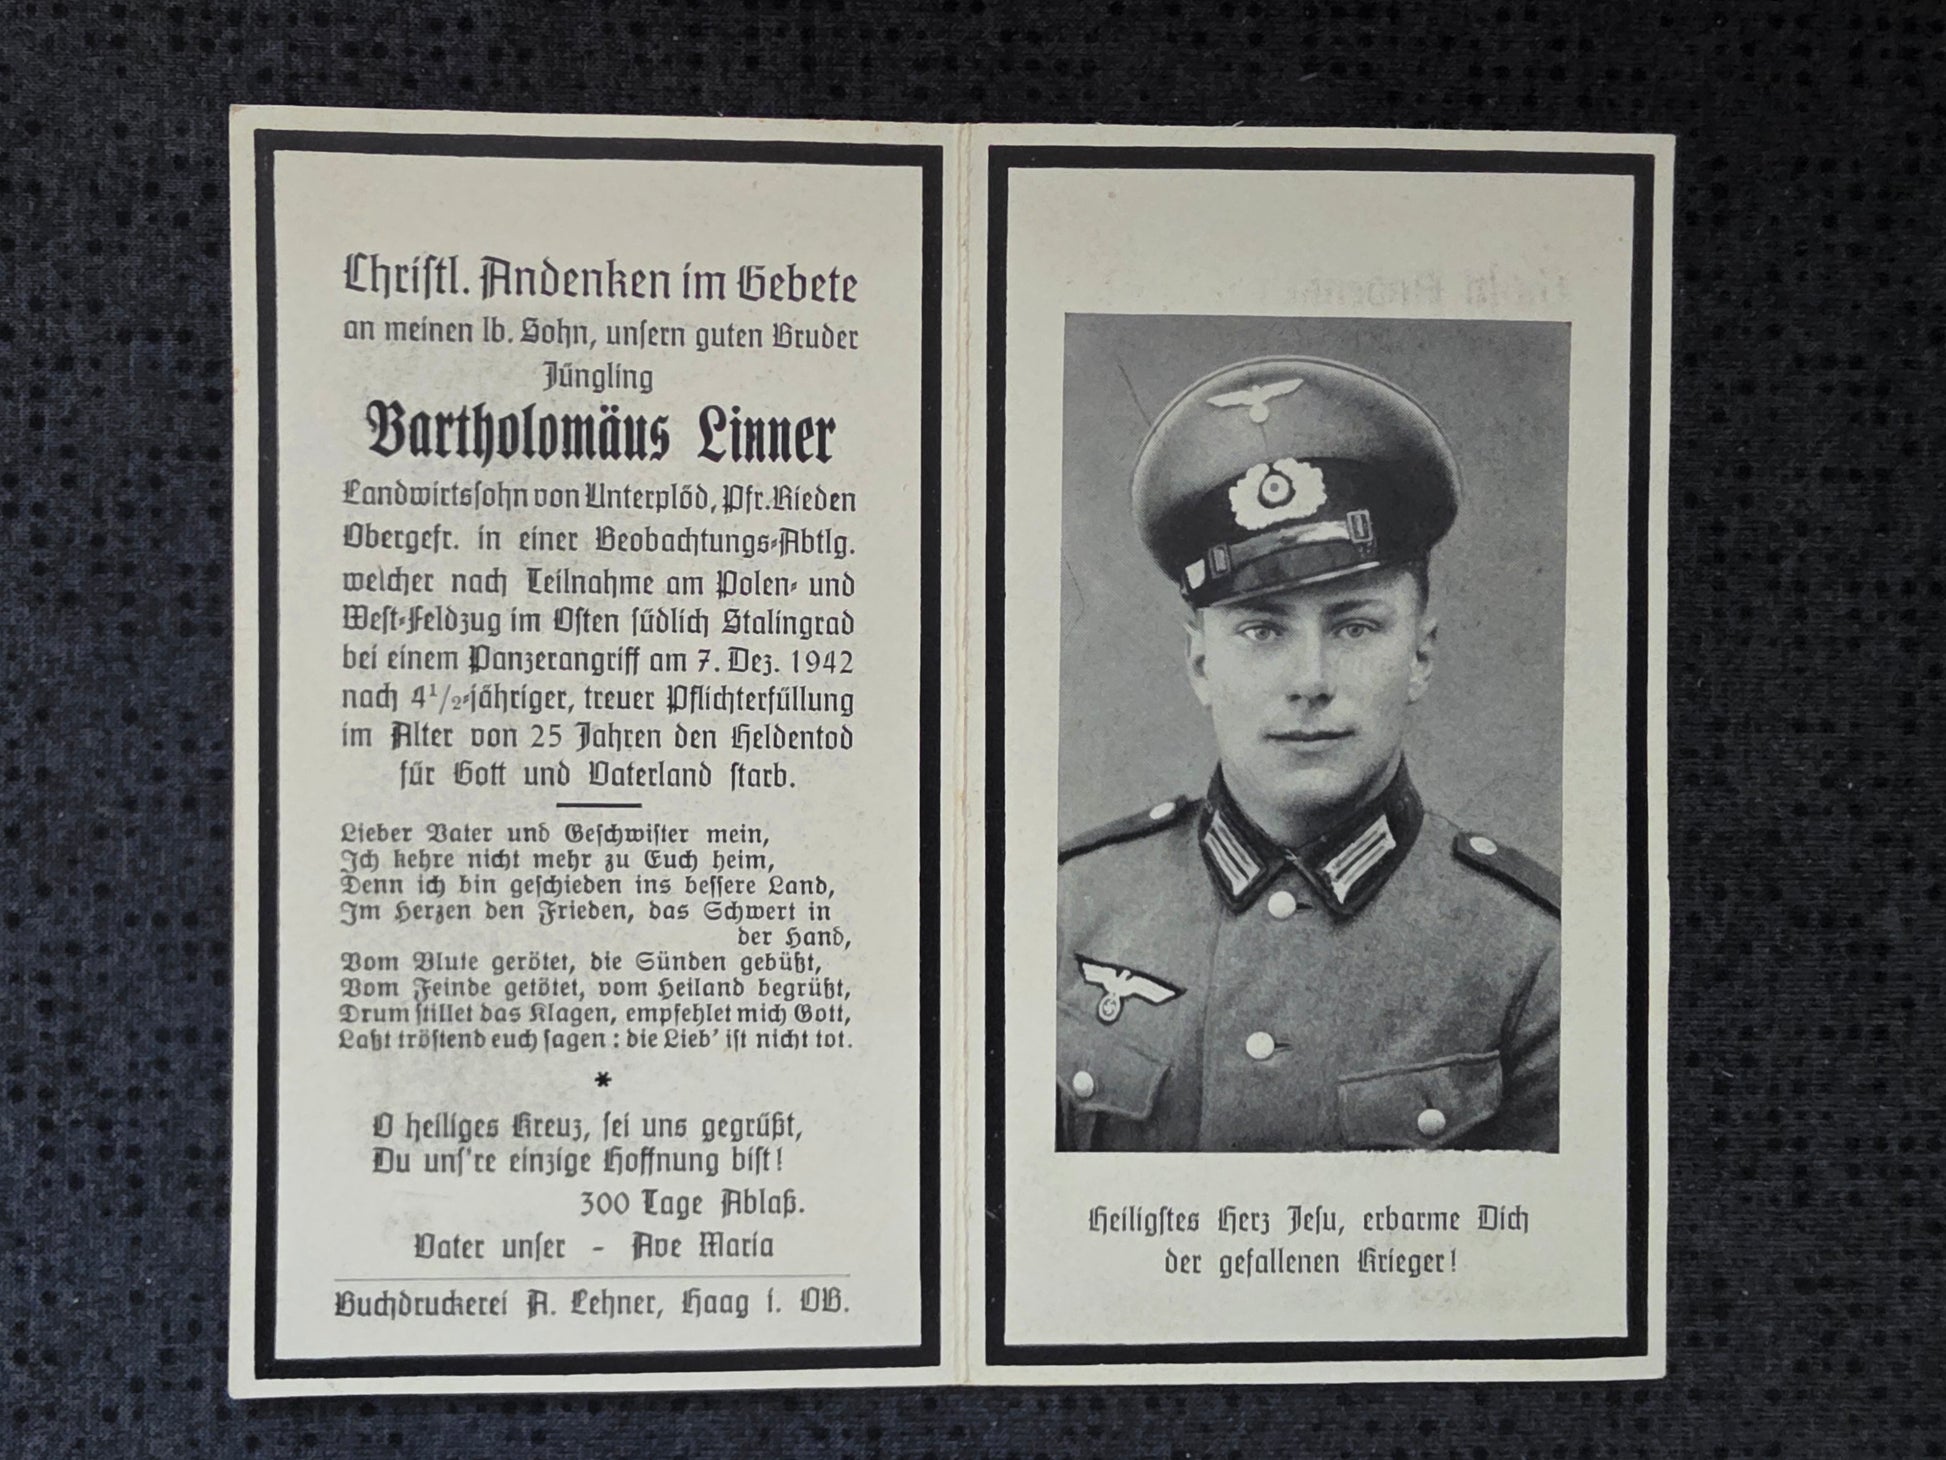 Christl. Andenken im Gebete
an meinen lb. Sohn, unsern guten Bruder
Jüngling
Bartholomäus Linner
Landwirtssohn von Unterplöd, Pfr. Rieden
Obergefr. in einer Beobachtungs-Abtlg.
welcher nach Teilnahme am Polen- und
West-Feldzug im Osten südlich Stalingrad
bei einem Panzerangriff am 7. Dez. 1942
nach 4 1/2-jähriger, treuer Pflichterfüllung
im Alter von 25 Jahren den Heldentod
für Gott und Vaterland starb.
Lieber Vater und Geschwister mein,
Ich kehre nicht mehr zu Euch heim,
Denn ich bin geschieden ins bessere Land,
Im Herzen den Frieden, das Schwert in
der Hand,
Vom Blute gerötet, die Sünden gebüßt,
Vom Feinde getötet, vom Heiland begrüßt,
Drum stillet das Klagen, empfehlet mich Gott,
Laßt tröstend euch sagen: die Lieb' ist nicht tot.
*
O heiliges Kreuz, sei uns gegrüßt,
Du uns're einzige Hoffnung bist!
300 Tage Ablaß.
Vater unser - Ave Maria
Buchdruckerei A. Lehner, Haag i. OB.
Heiligstes Herz Jesu, erbarme Dich
der gefallenen Krieger!